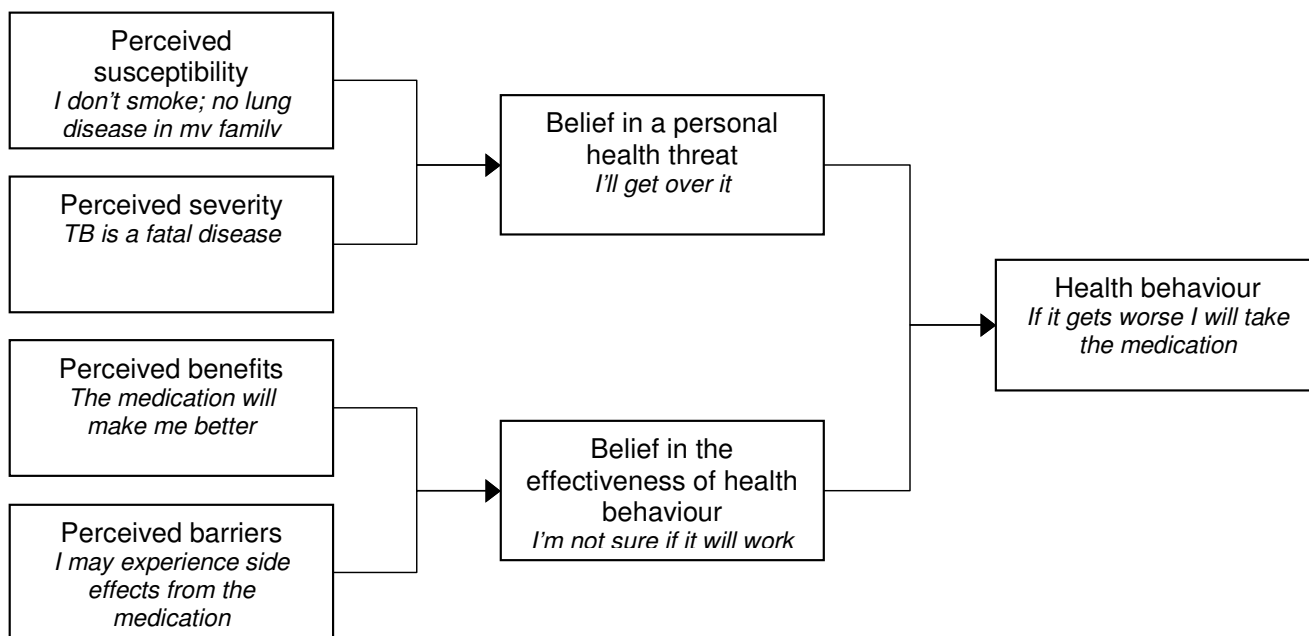 Perceived
susceptibility
I don't smoke; no lung
disease in my family
Perceived severity
TB is a fatal disease
Perceived benefits
The medication will
make me better
Perceived barriers
I may experience side
effects from the
medication
Belief in a personal
health threat
I'll get over it
Belief in the
effectiveness of health
behaviour
I'm not sure if it will work
Health behaviour
If it gets worse I will take
the medication